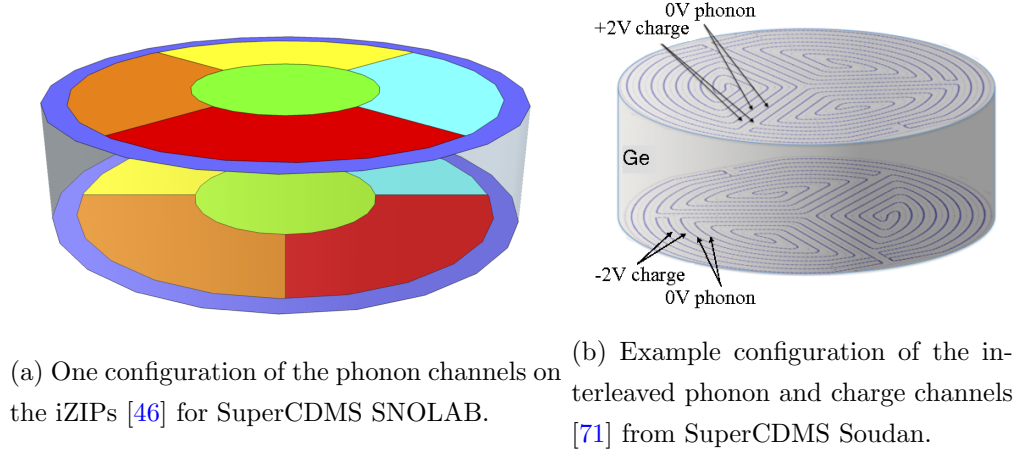 0V phonon
+2V charge
Ge
-2V charge
0V phonon
(a) One configuration of the phonon channels on
the iZIPs [46] for SuperCDMS SNOLAB.
(b) Example configuration of the in-
terleaved phonon and charge channels
[71] from SuperCDMS Soudan.